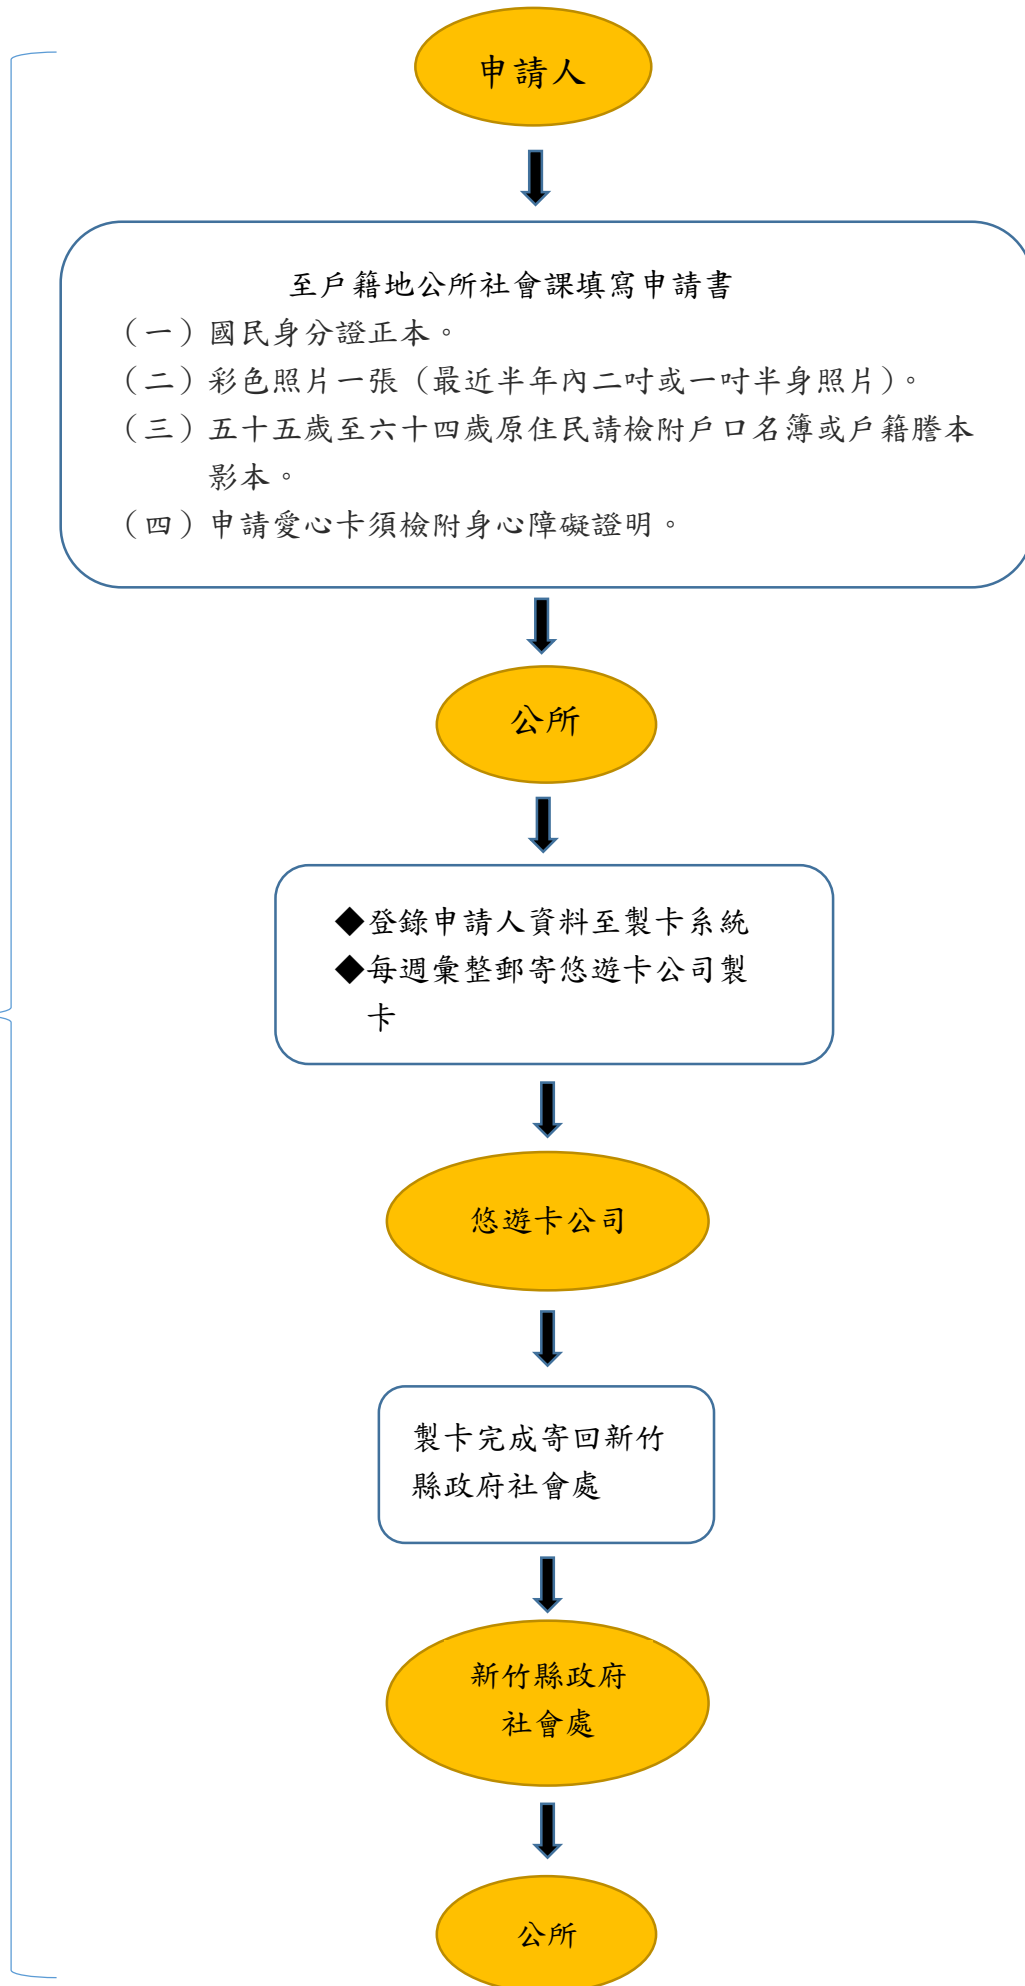 申請人
至戶籍地公所社會課填寫申請書
（一）國民身分證正本。
（二）彩色照片一張（最近半年內二吋或一吋半身照片）。
（三）五十五歲至六十四歲原住民請檢附戶口名簿或戶籍謄本
影本。
（四）申請愛心卡須檢附身心障礙證明。
公所
◆登錄申請人資料至製卡系統
◆每週彙整郵寄悠遊卡公司製
卡
悠遊卡公司
製卡完成寄回新竹
縣政府社會處
新竹縣政府
社會處
公所